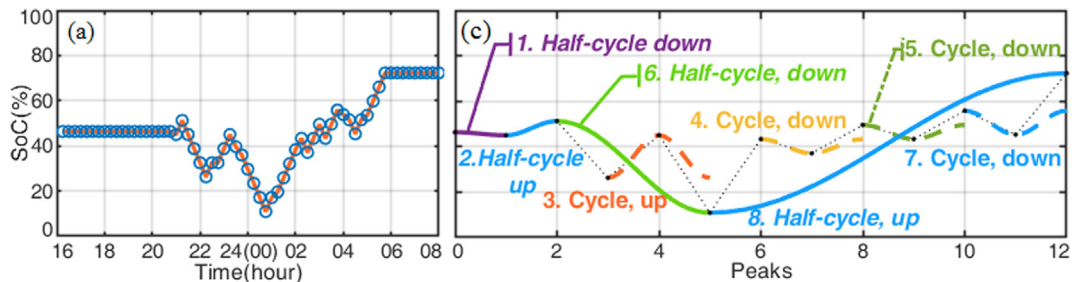 (a)
100
80
60
40
20
0
SoC(%)
16 18 20 22 24(00) 02 04 06 08
Time(hour)
(c)
1. Half-cycle down
6. Half-cycle, down
5. Cycle, down
4. Cycle, down
2.Half-cycle
up
7. Cycle, down
3. Cycle, up
8. Half-cycle, up
0 2 4 6 8 10 12
Peaks